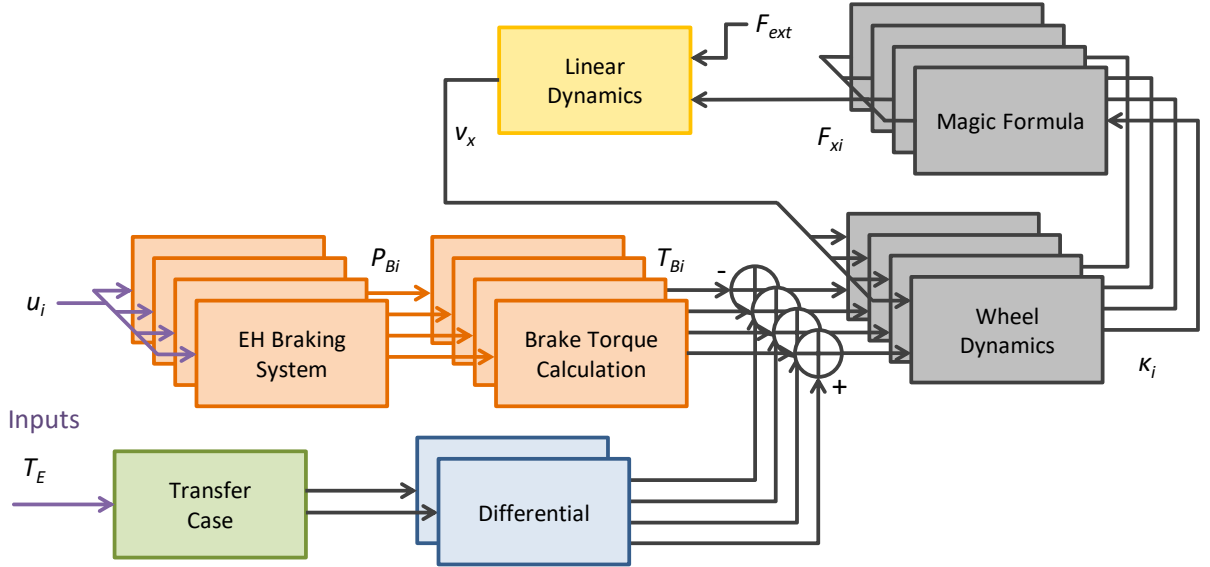 F_ext
Linear
Dynamics
Magic Formula
v_x
F_xi
P_Bi
T_Bi
-
u_i
EH Braking
System
Brake Torque
Calculation
Wheel
Dynamics
+
κ_i
Inputs
T_E
Transfer
Case
Differential